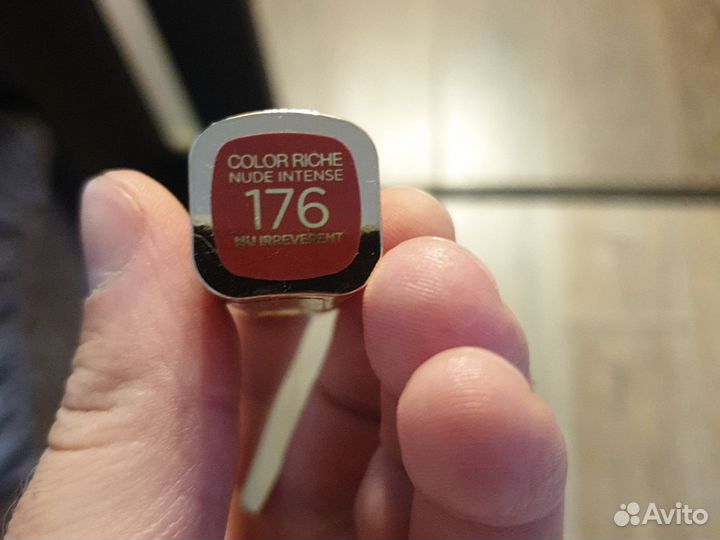 COLOR RICHE
NUDE INTENSE
176
NU IRREVERENT
Avito